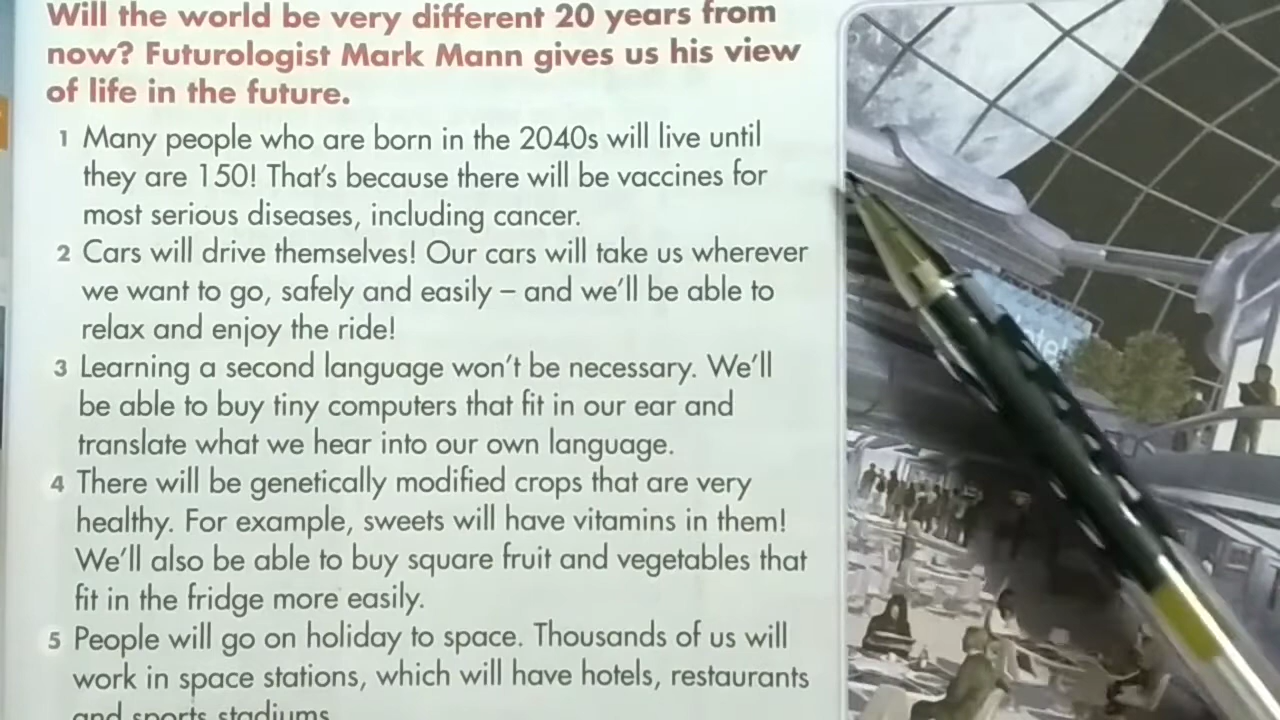 Will the world be very different 20 years from
now? Futurologist Mark Mann gives us his view
of life in the future.
1 Many people who are born in the 2040s will live until
they are 150! That's because there will be vaccines for
most serious diseases, including cancer.
2 Cars will drive themselves! Our cars will take us wherever
we want to go, safely and easily – and we'll be able to
relax and enjoy the ride!
3 Learning a second language won't be necessary. We'll
be able to buy tiny computers that fit in our ear and
translate what we hear into our own language.
4 There will be genetically modified crops that are very
healthy. For example, sweets will have vitamins in them!
We'll also be able to buy square fruit and vegetables that
fit in the fridge more easily.
5 People will go on holiday to space. Thousands of us will
work in space stations, which will have hotels, restaurants
and sports stadiums